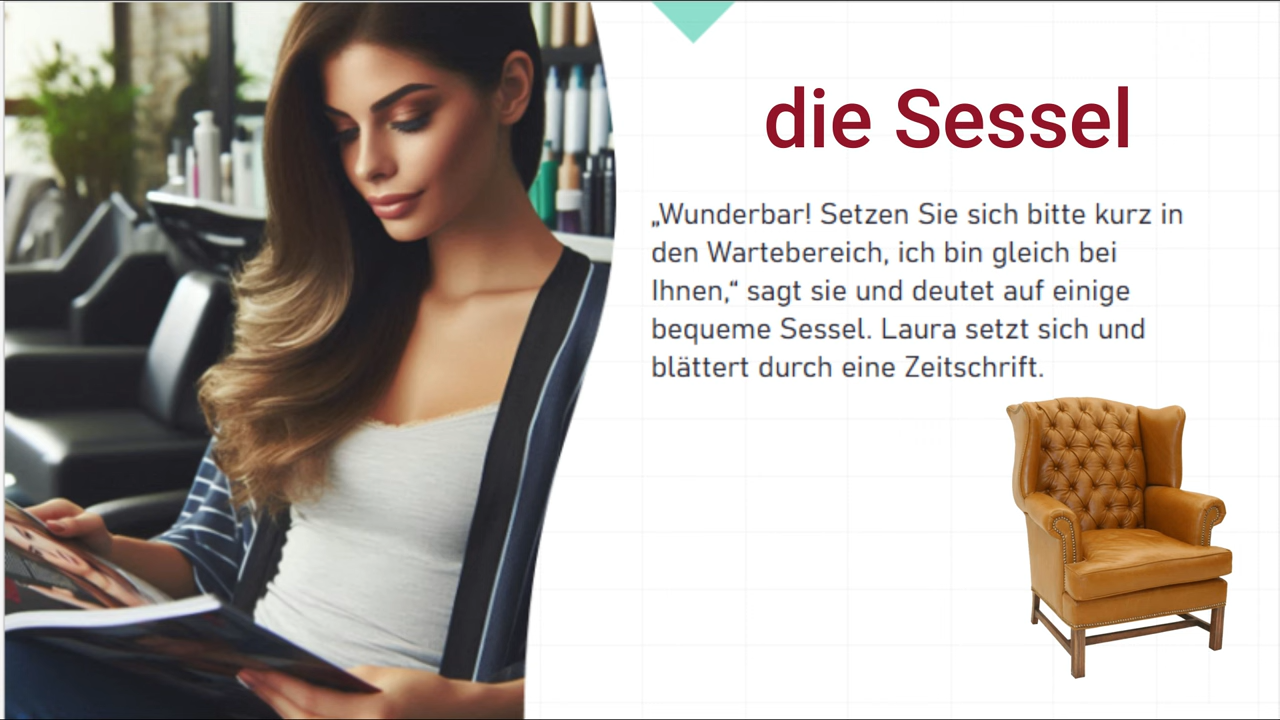 die Sessel
„Wunderbar! Setzen Sie sich bitte kurz in
den Wartebereich, ich bin gleich bei
Ihnen,“ sagt sie und deutet auf einige
bequeme Sessel. Laura setzt sich und
blättert durch eine Zeitschrift.